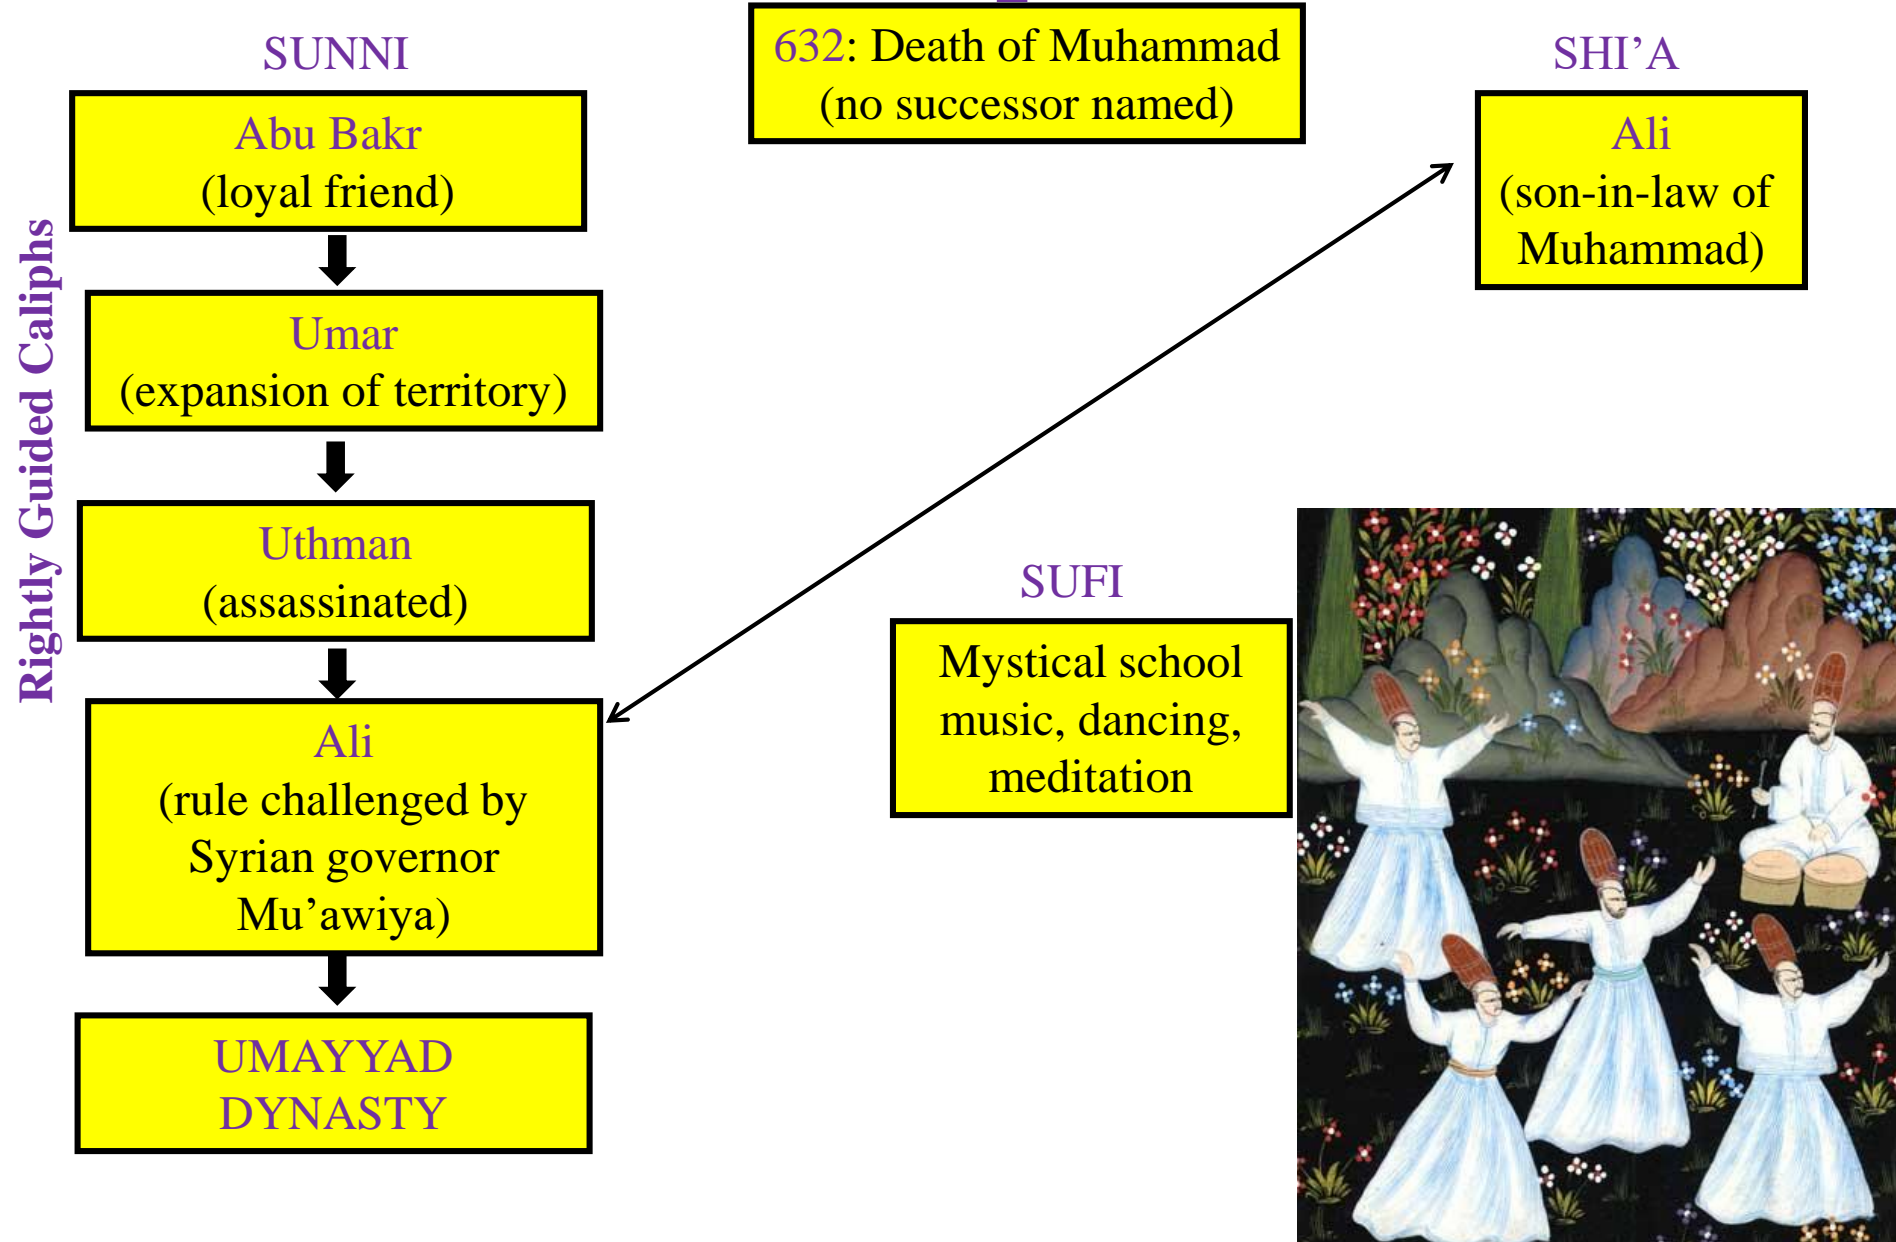 632: Death of Muhammad
(no successor named)
SUNNI
Abu Bakr
(loyal friend)
Umar
(expansion of territory)
Uthman
(assassinated)
Ali
(rule challenged by
Syrian governor
Mu’awiya)
UMAYYAD
DYNASTY
Rightly Guided Caliphs
SHI’A
Ali
(son-in-law of
Muhammad)
SUFI
Mystical school
music, dancing,
meditation